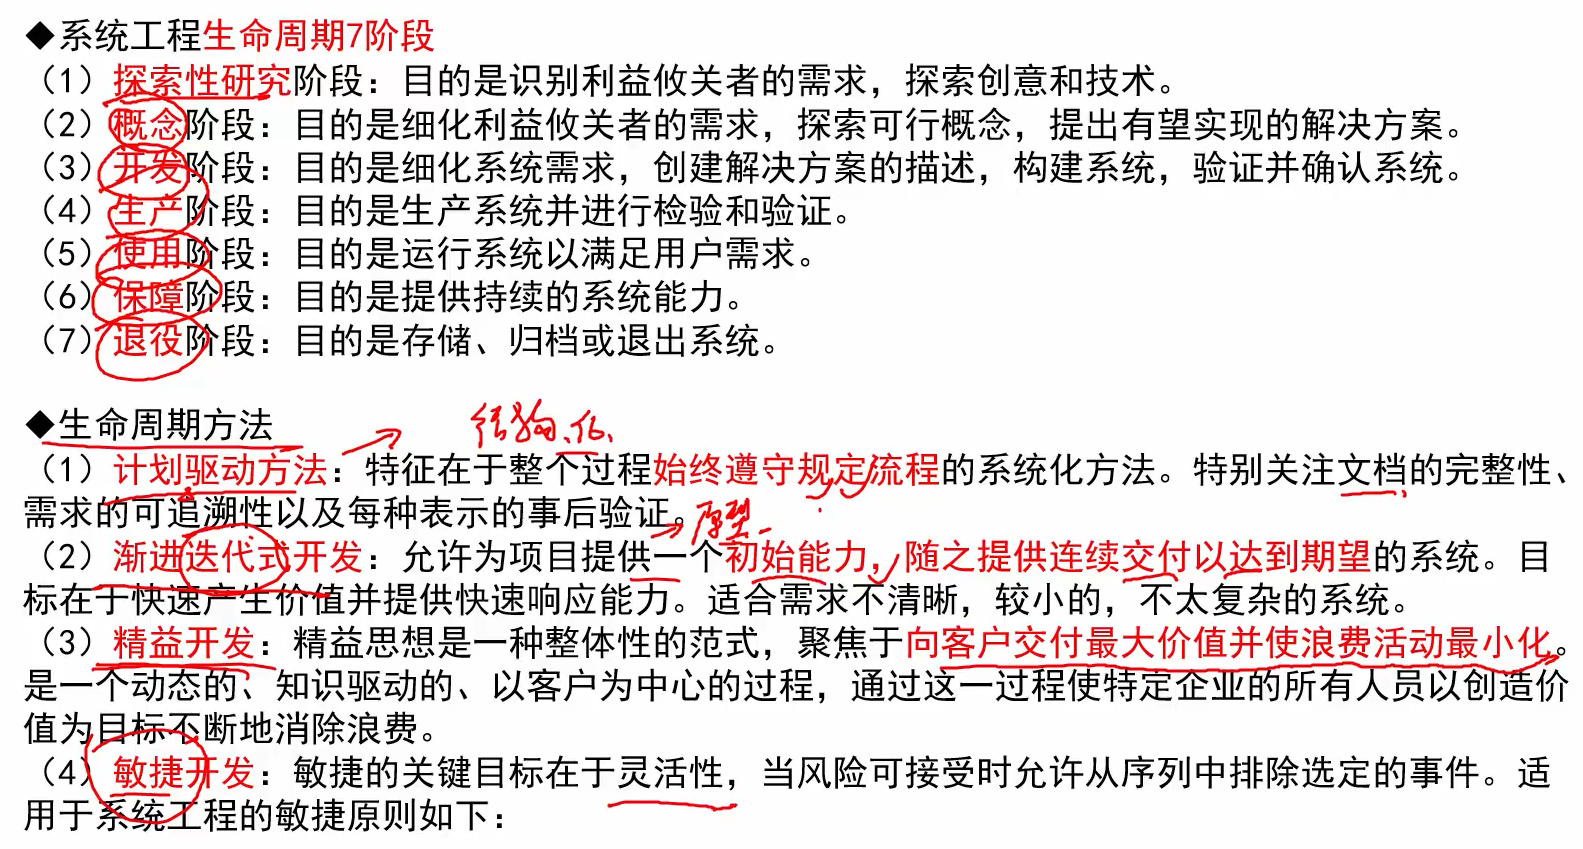 ◆系统工程生命周期7阶段
（1）探索性研究阶段：目的是识别利益攸关者的需求，探索创意和技术。
（2）概念阶段：目的是细化利益攸关者的需求，探索可行概念，提出有望实现的解决方案。
（3）开发阶段：目的是细化系统需求，创建解决方案的描述，构建系统，验证并确认系统。
（4）生产阶段：目的是生产系统并进行检验和验证。
（5）使用阶段：目的是运行系统以满足用户需求。
（6）保障阶段：目的是提供持续的系统能力。
（7）退役阶段：目的是存储、归档或退出系统。
◆生命周期方法
结构化
（1）计划驱动方法：特征在于整个过程始终遵守规定流程的系统化方法。特别关注文档的完整性、
需求的可追溯性以及每种表示的事后验证。
原型
（2）渐进迭代式开发：允许为项目提供一个初始能力，随之提供连续交付以达到期望的系统。目
标在于快速产生价值并提供快速响应能力。适合需求不清晰，较小的，不太复杂的系统。
（3）精益开发：精益思想是一种整体性的范式，聚焦于向客户交付最大价值并使浪费活动最小化。
是一个动态的、知识驱动的、以客户为中心的过程，通过这一过程使特定企业的所有人员以创造价
值为目标不断地消除浪费。
（4）敏捷开发：敏捷的关键目标在于灵活性，当风险可接受时允许从序列中排除选定的事件。适
用于系统工程的敏捷原则如下：